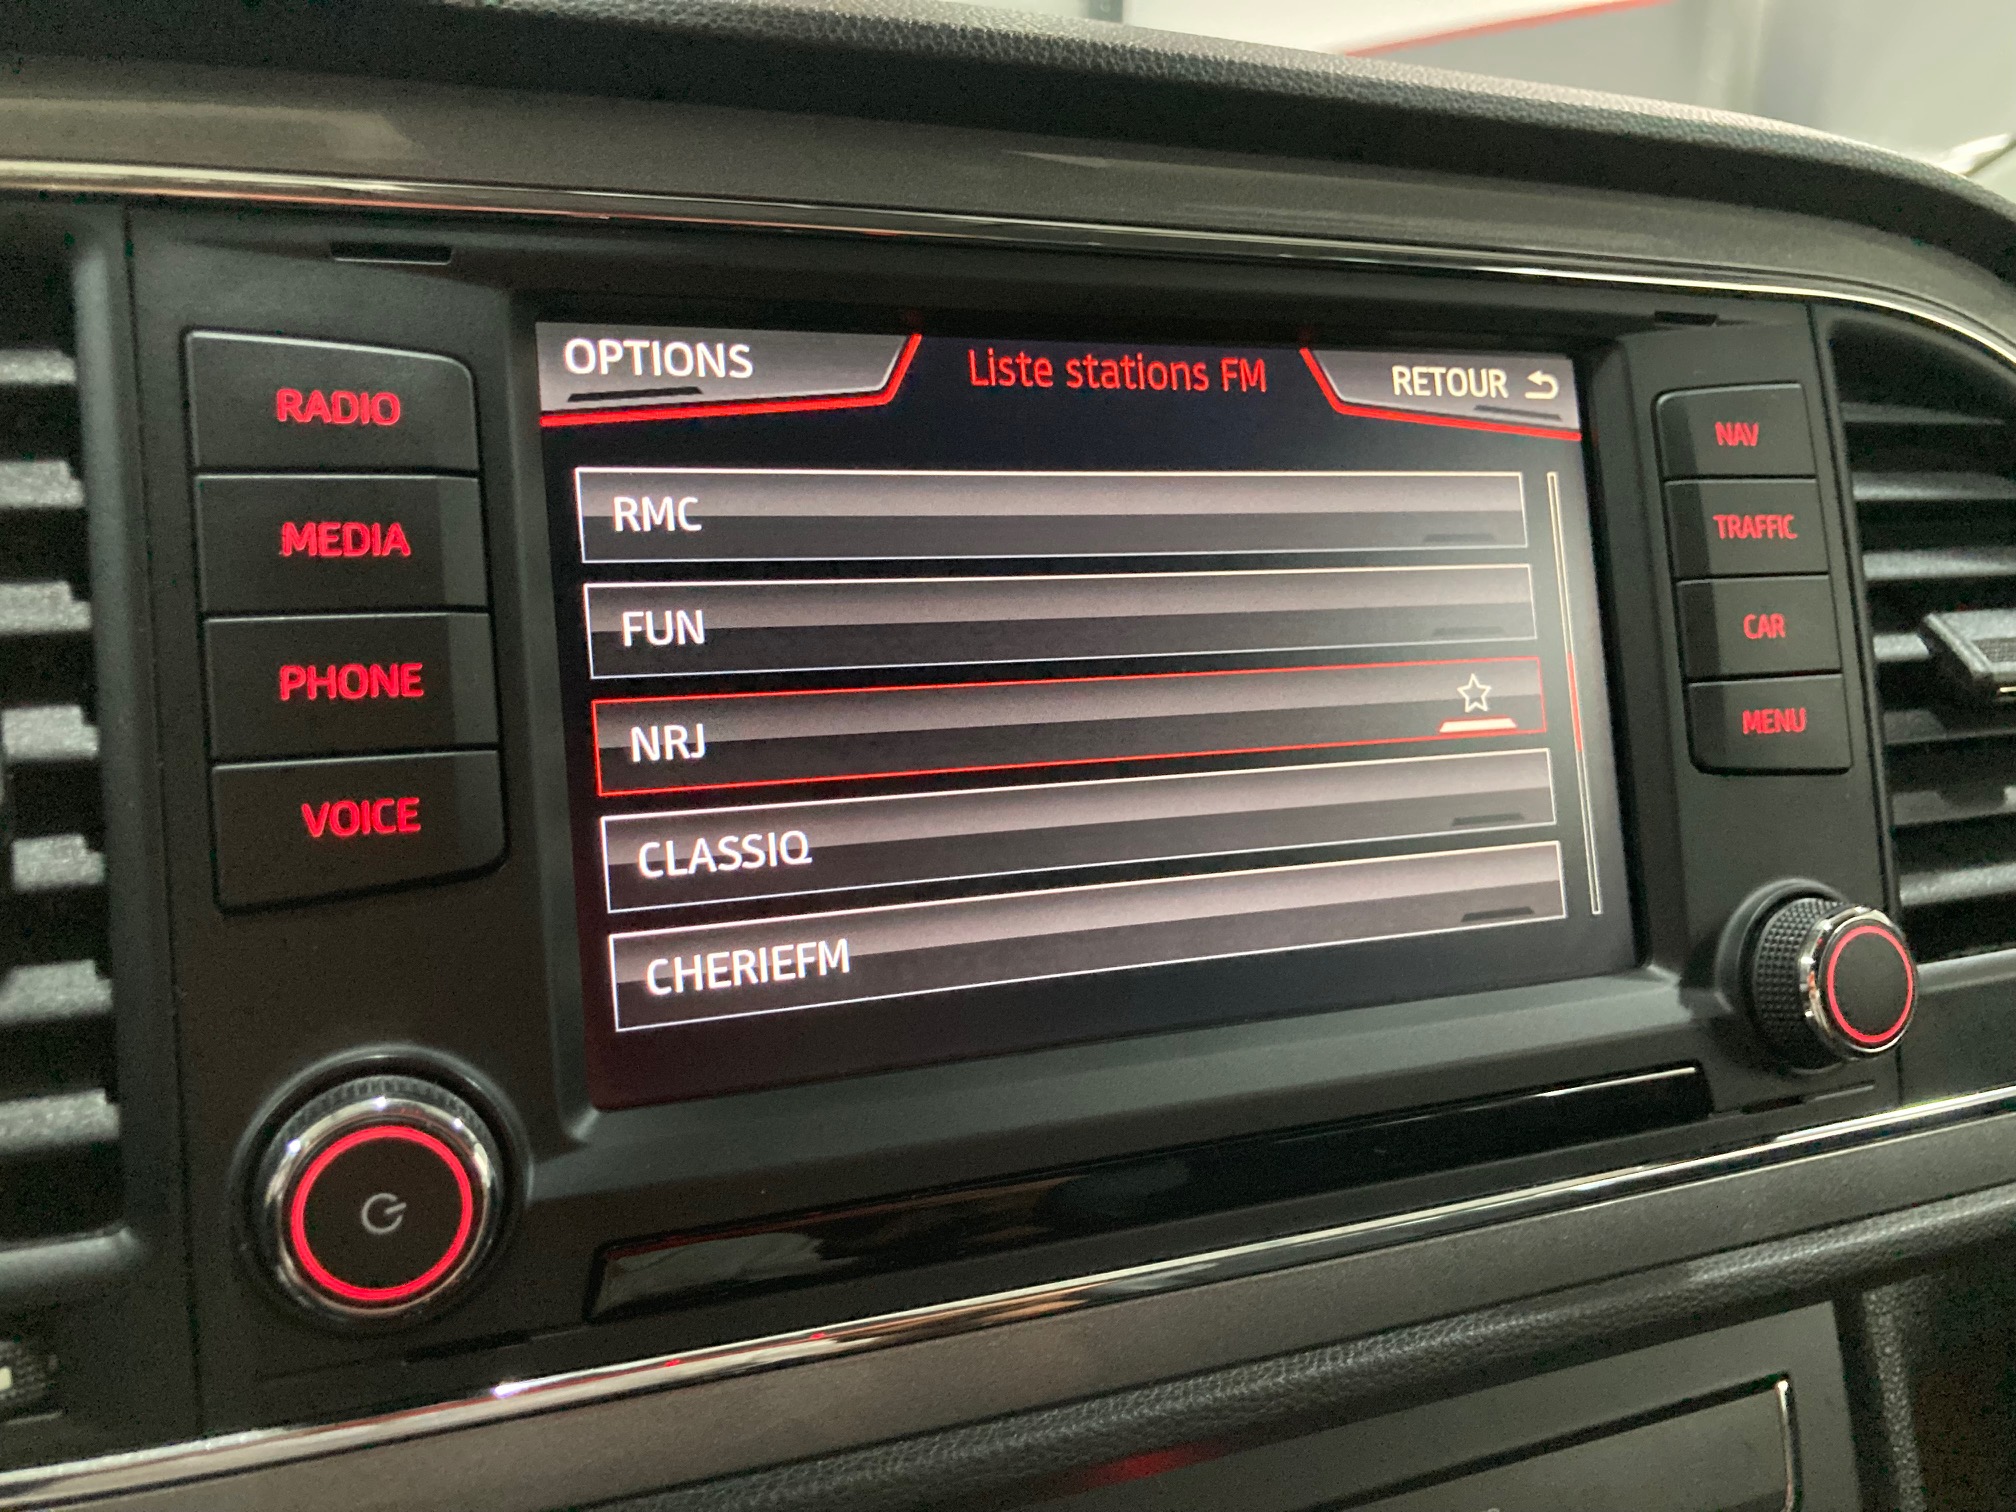 RADIO
MEDIA
PHONE
VOICE
OPTIONS
Liste stations FM
RETOUR
RMC
FUN
NRJ
CLASSIQ
CHERIEFM
NAV
TRAFFIC
CAR
MENU